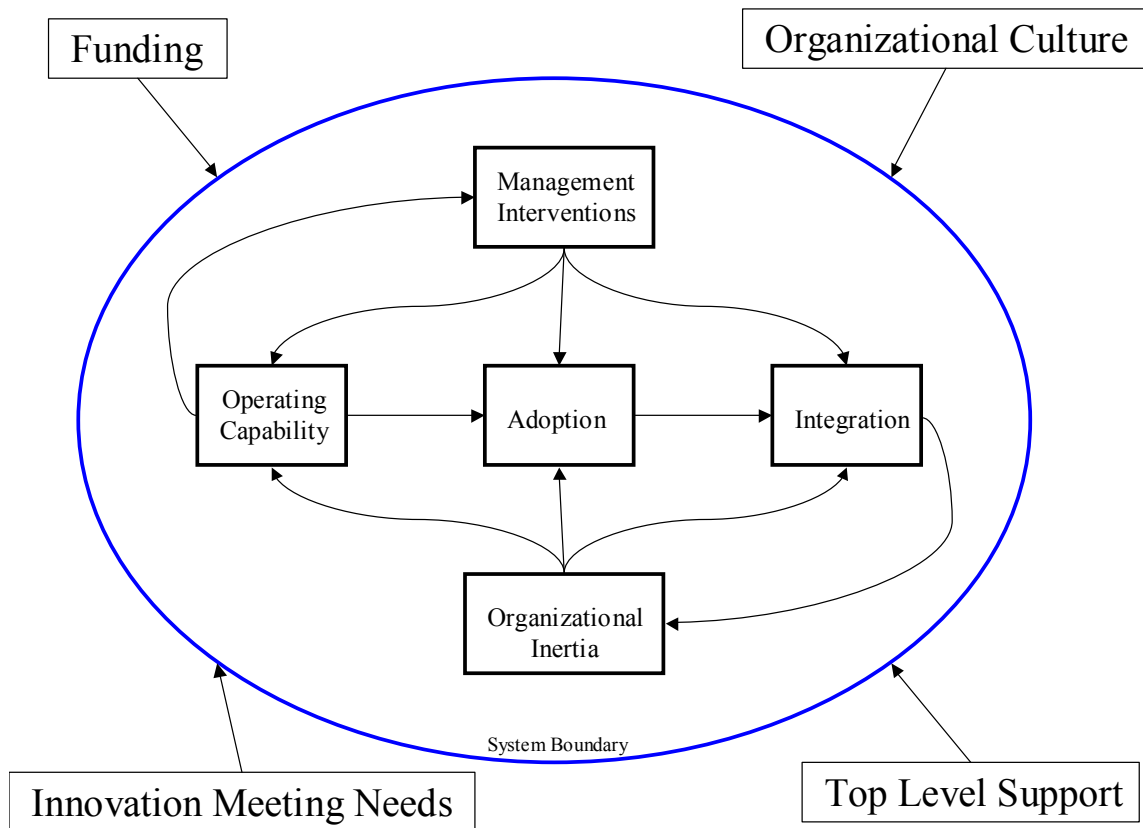 Funding
Organizational Culture
Management
Interventions
Operating
Capability
Adoption
Integration
Organizational
Inertia
System Boundary
Innovation Meeting Needs
Top Level Support